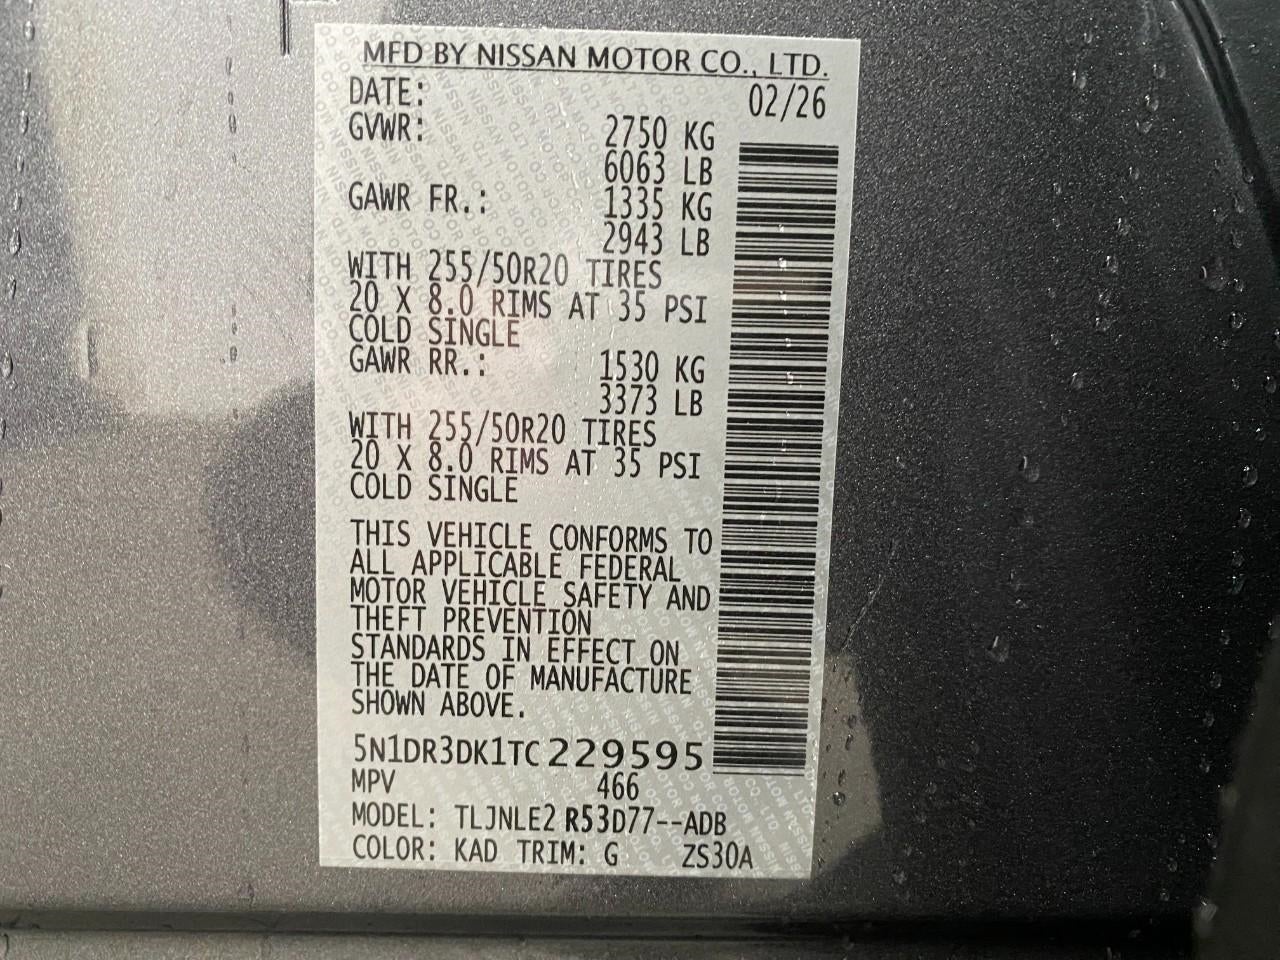 MFD BY NISSAN MOTOR CO., LTD.
DATE: 02/26
GVWR: 2750 KG
6063 LB
GAWR FR.: 1335 KG
2943 LB
WITH 255/50R20 TIRES
20 X 8.0 RIMS AT 35 PSI
COLD SINGLE
GAWR RR.: 1530 KG
3373 LB
WITH 255/50R20 TIRES
20 X 8.0 RIMS AT 35 PSI
COLD SINGLE
THIS VEHICLE CONFORMS TO
ALL APPLICABLE FEDERAL
MOTOR VEHICLE SAFETY AND
THEFT PREVENTION
STANDARDS IN EFFECT ON
THE DATE OF MANUFACTURE
SHOWN ABOVE.
5N1DR3DK1TC229595
MPV 466
MODEL: TLJNLE2 R53D77--ADB
COLOR: KAD TRIM: G ZS30A